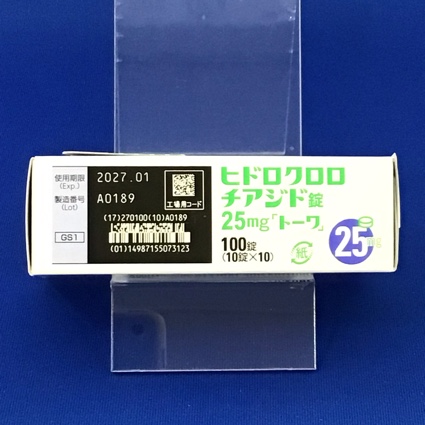 使用期限
(Exp.)
2027.01
製造番号
(Lot)
A0189
工場用コード
(17)270100(10)A0189
GS1
(01)14987155073123
ヒドロクロロ
チアジド錠
25mg「トーワ」
100錠
(10錠×10)
紙
25mg